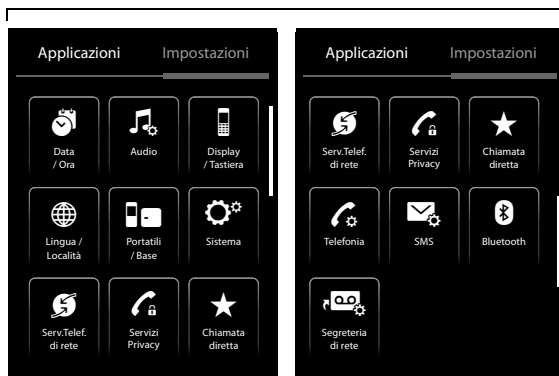 Applicazioni Impostazioni
Data Audio Display
/ Ora / Tastiera
Lingua / Portatili Sistema
Località / Base
Serv.Telef. Servizi Chiamata
di rete Privacy diretta
Applicazioni Impostazioni
Serv.Telef. Servizi Chiamata
di rete Privacy diretta
Telefonia SMS Bluetooth
Segreteria
di rete